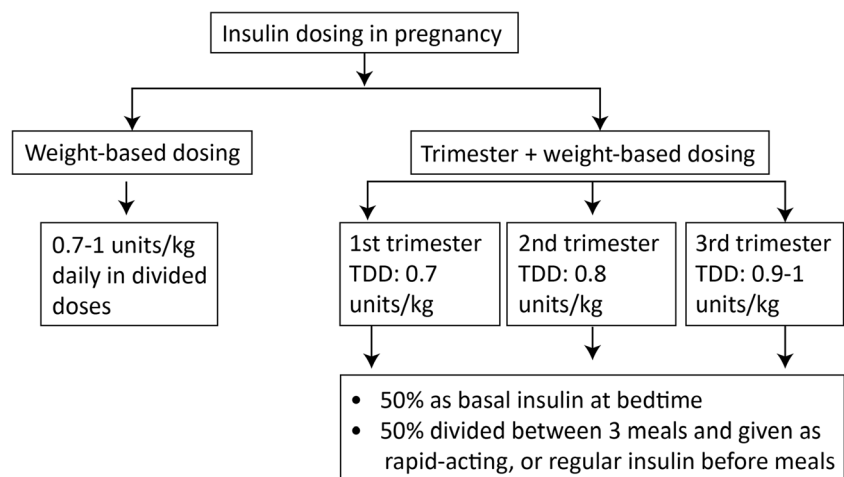 Insulin dosing in pregnancy
Weight-based dosing
Trimester + weight-based dosing
0.7-1 units/kg
daily in divided
doses
1st trimester
TDD: 0.7
units/kg
2nd trimester
TDD: 0.8
units/kg
3rd trimester
TDD: 0.9-1
units/kg
• 50% as basal insulin at bedtime
• 50% divided between 3 meals and given as
rapid-acting, or regular insulin before meals